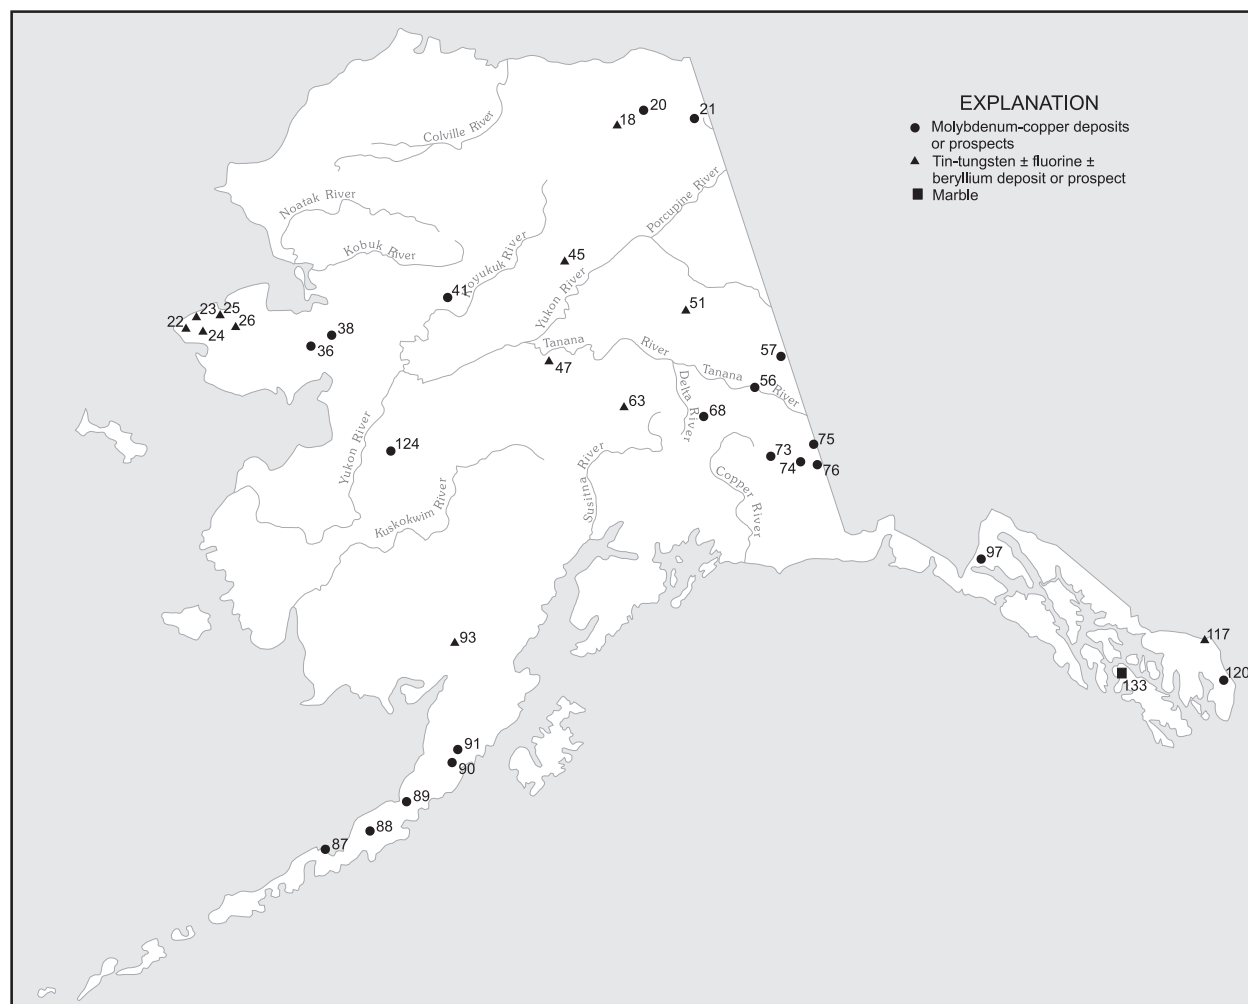 EXPLANATION
Molybdenum-copper deposits
or prospects
Tin-tungsten ± fluorine ±
beryllium deposit or prospect
Marble
20
21
18
Colville River
Porcupine River
Noatak River
Kobuk River
Koyukuk River
45
41
Yukon River
51
23
25
22
24
26
38
36
Tanana
River
47
57
Tanana
River
56
63
Delta River
68
124
Yukon River
Kuskokwim River
Susitna
River
73
75
74
76
Copper River
97
93
117
120
133
91
90
89
88
87